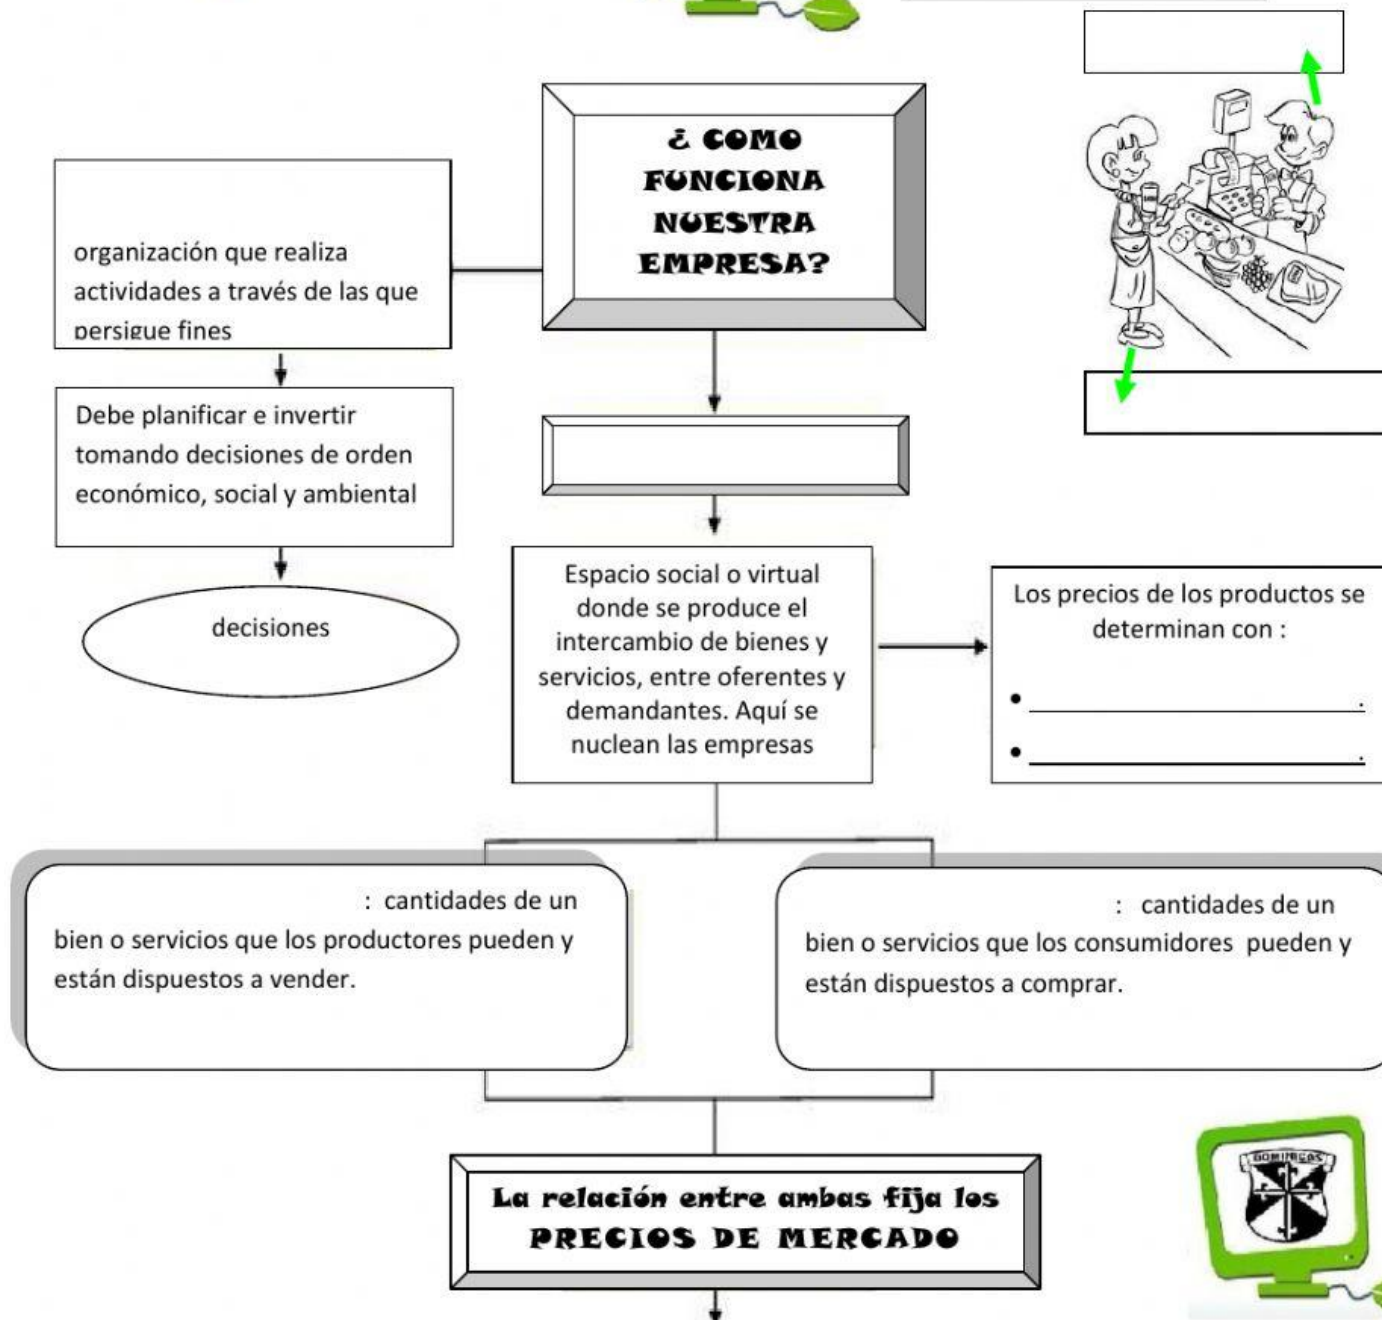 ¿ COMO
FUNCIONA
NUESTRA
EMPRESA?
organización que realiza
actividades a través de las que
persigue fines
Debe planificar e invertir
tomando decisiones de orden
económico, social y ambiental
decisiones
Espacio social o virtual
donde se produce el
intercambio de bienes y
servicios, entre oferentes y
demandantes. Aquí se
nuclean las empresas
Los precios de los productos se
determinan con :
• .
• .
: cantidades de un
bien o servicios que los productores pueden y
están dispuestos a vender.
: cantidades de un
bien o servicios que los consumidores pueden y
están dispuestos a comprar.
La relación entre ambas fija los
PRECIOS DE MERCADO
DOMINICOS